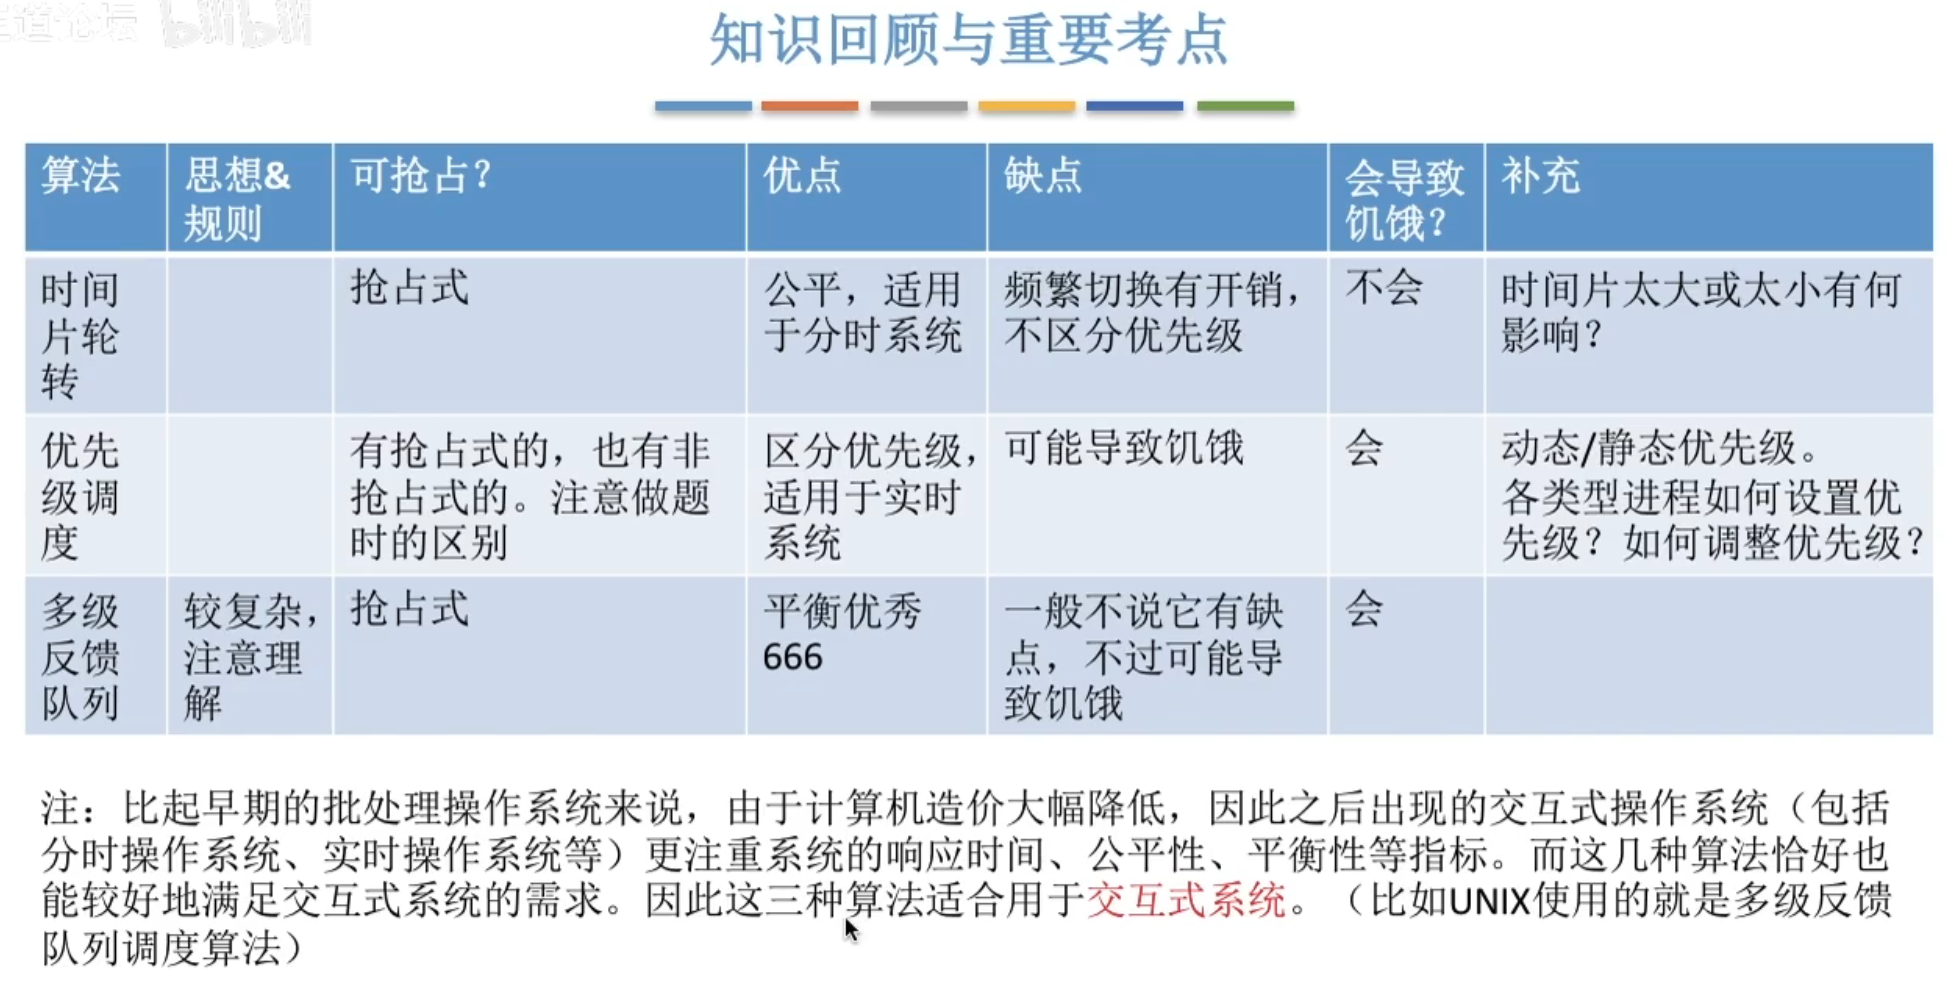 道论坛 bilibili
知识回顾与重要考点
算法
思想&
规则
可抢占？
优点
缺点
会导致
饥饿？
补充
时间
片轮
转
抢占式
公平，适用
于分时系统
频繁切换有开销，
不区分优先级
不会
时间片太大或太小有何
影响？
优先
级调
度
有抢占式的，也有非
抢占式的。注意做题
时的区别
区分优先级，
适用于实时
系统
可能导致饥饿
会
动态/静态优先级。
各类型进程如何设置优
先级？如何调整优先级？
多级
反馈
队列
较复杂，
注意理
解
抢占式
平衡优秀
666
一般不说它有缺
点，不过可能导
致饥饿
会
注：比起早期的批处理操作系统来说，由于计算机造价大幅降低，因此之后出现的交互式操作系统（包括
分时操作系统、实时操作系统等）更注重系统的响应时间、公平性、平衡性等指标。而这几种算法恰好也
能较好地满足交互式系统的需求。因此这三种算法适合用于交互式系统。（比如UNIX使用的就是多级反馈
队列调度算法）